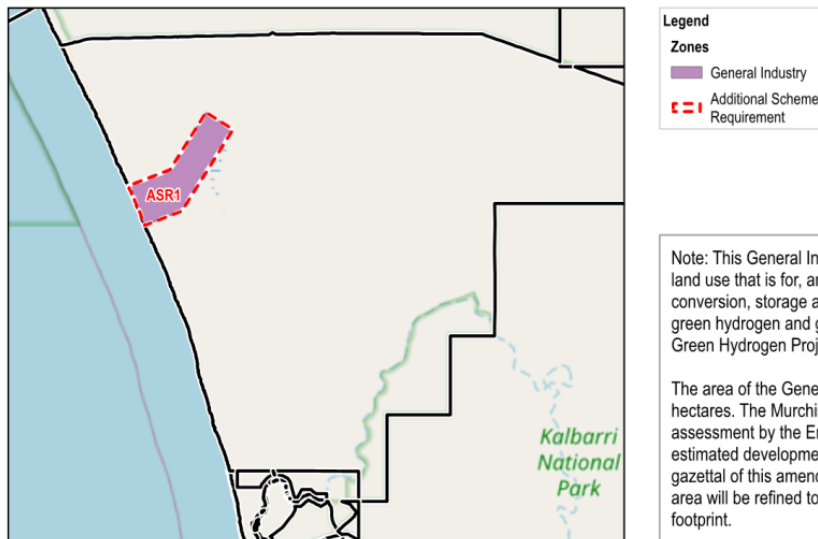 Legend
Zones
General Industry
Additional Scheme
Requirement
ASR1
Kalbarri
National
Park
Note: This General In
land use that is for, a
conversion, storage a
green hydrogen and g
Green Hydrogen Proj
The area of the Gene
hectares. The Murchi
assessment by the E
estimated developme
gazettal of this amend
area will be refined to
footprint.